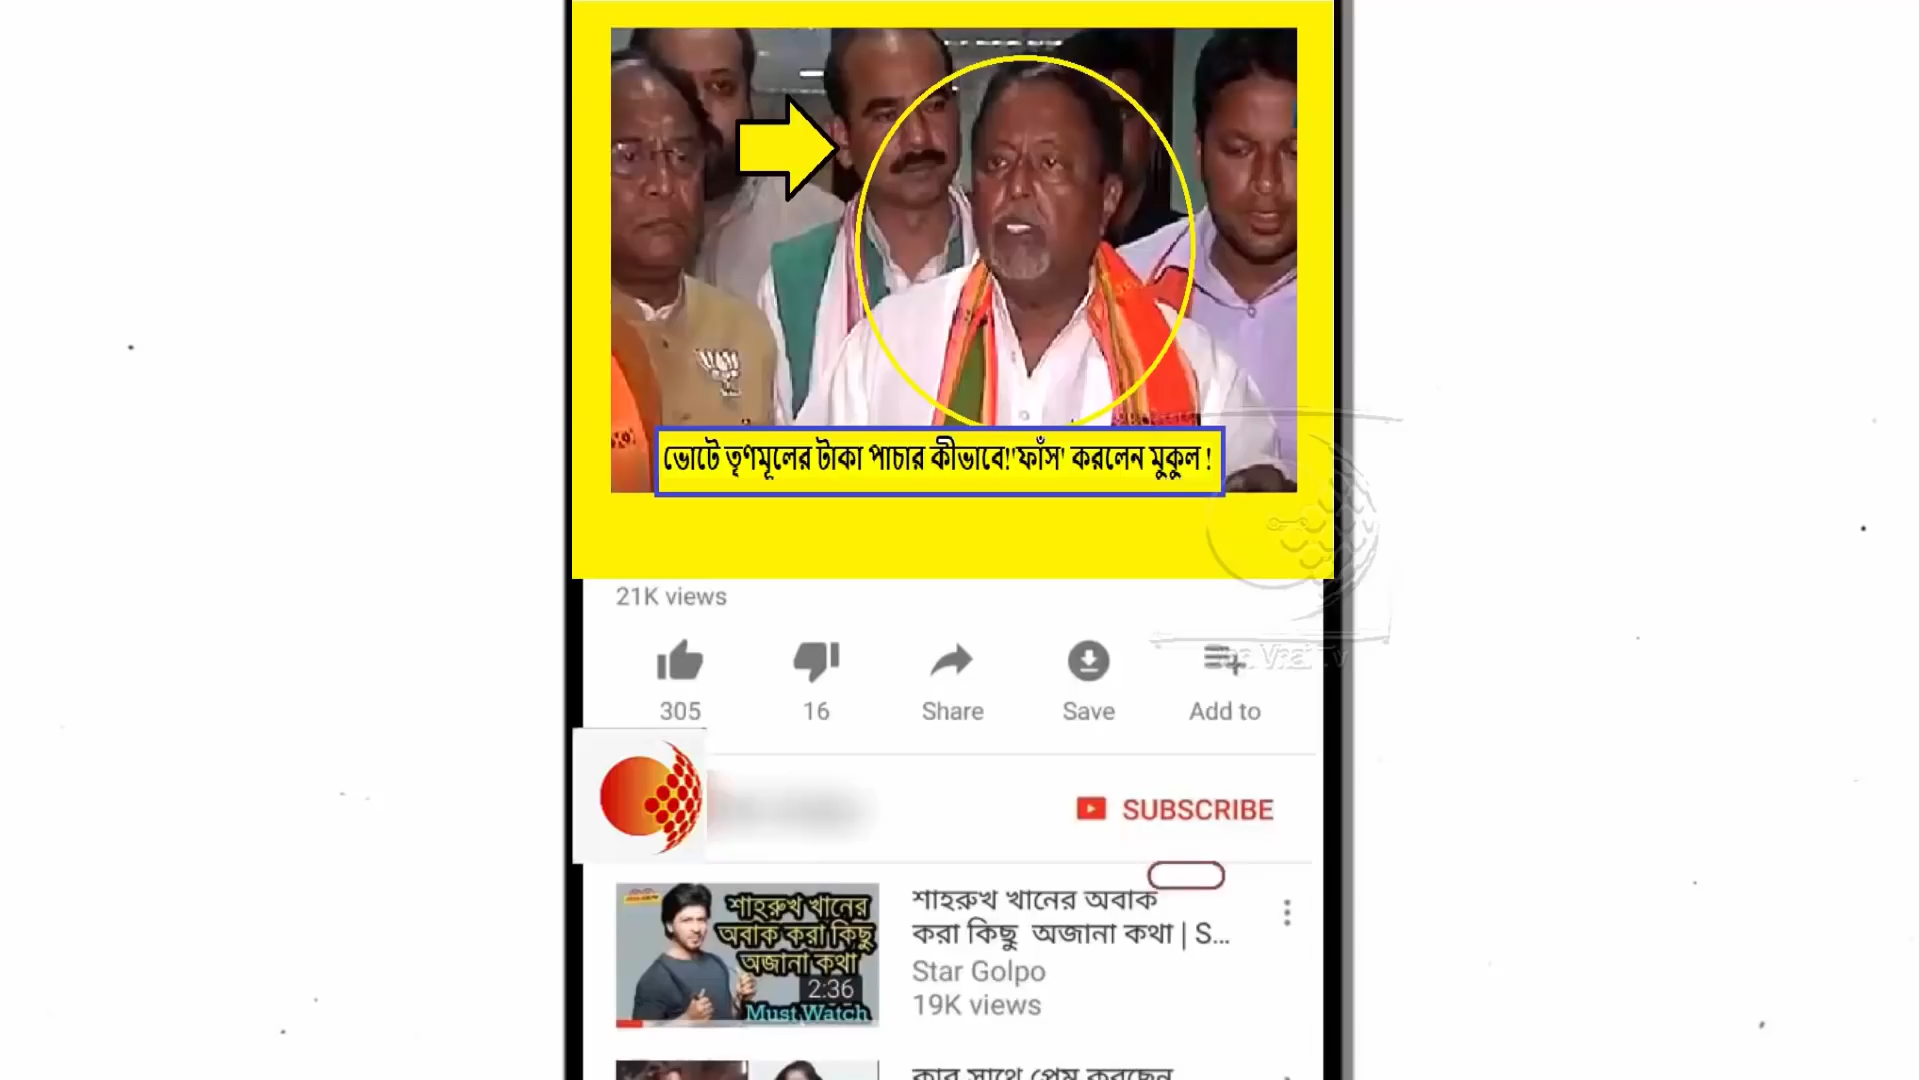 ভোটে তৃণমূলের টাকা পাচার কীভাবে!'ফাঁস' করলেন মুকুল !
21K views
305
16
Share
Save
Add to
SUBSCRIBE
শাহরুখ খানের
অবাক করা কিছু
অজানা কথা
2:36
Must Watch
শাহরুখ খানের অবাক
করা কিছু অজানা কথা | S...
Star Golpo
19K views
কার সাথে প্রেম করছেন